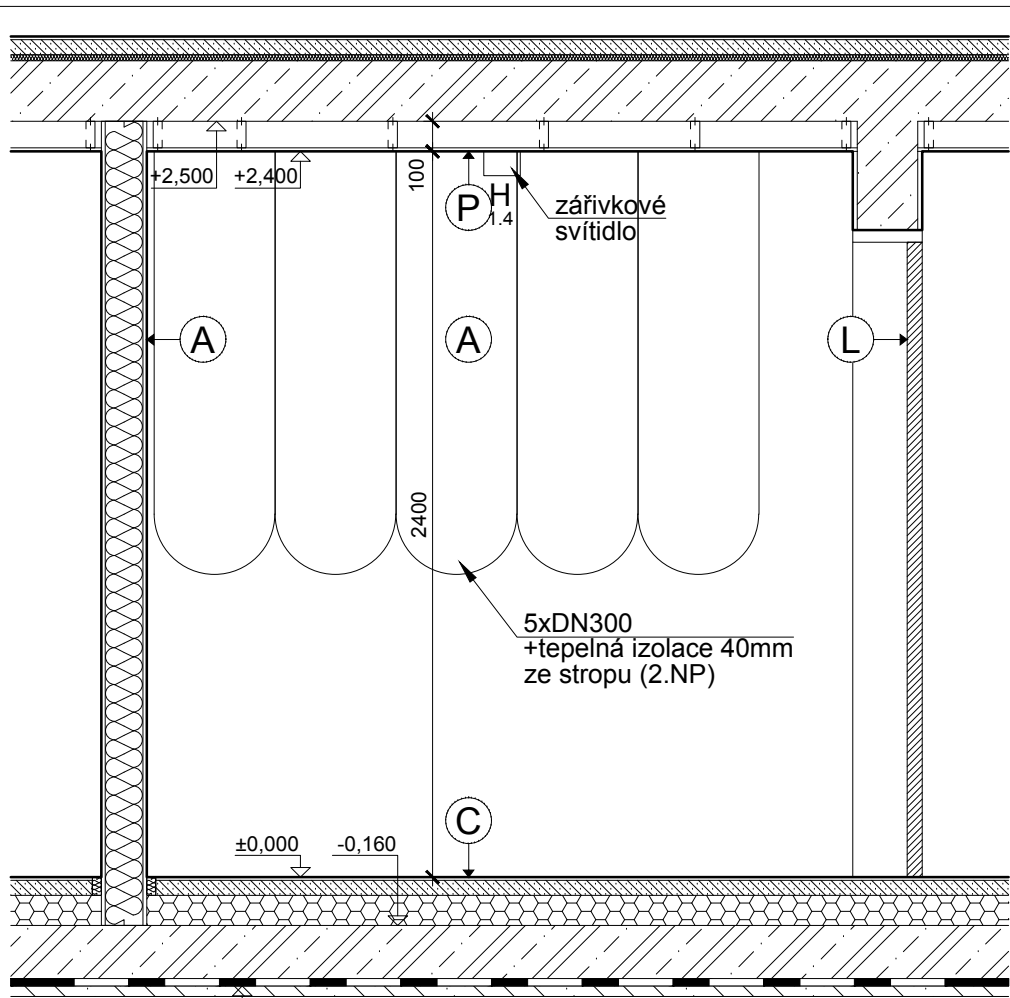 +2,500
+2,400
100
P
H
1.4
zářivkové
svítidlo
A
A
L
2400
5xDN300
+tepelná izolace 40mm
ze stropu (2.NP)
C
±0,000
-0,160